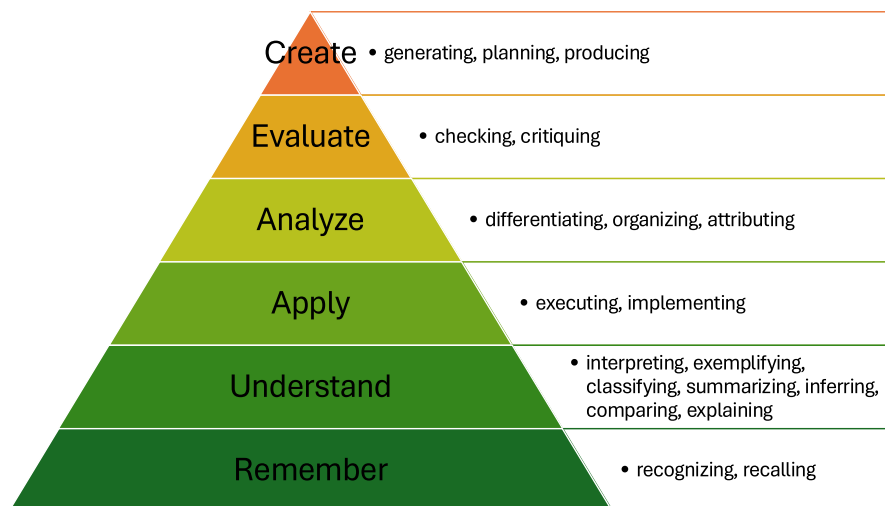 Create
• generating, planning, producing
Evaluate
• checking, critiquing
Analyze
• differentiating, organizing, attributing
Apply
• executing, implementing
Understand
• interpreting, exemplifying,
classifying, summarizing, inferring,
comparing, explaining
Remember
• recognizing, recalling